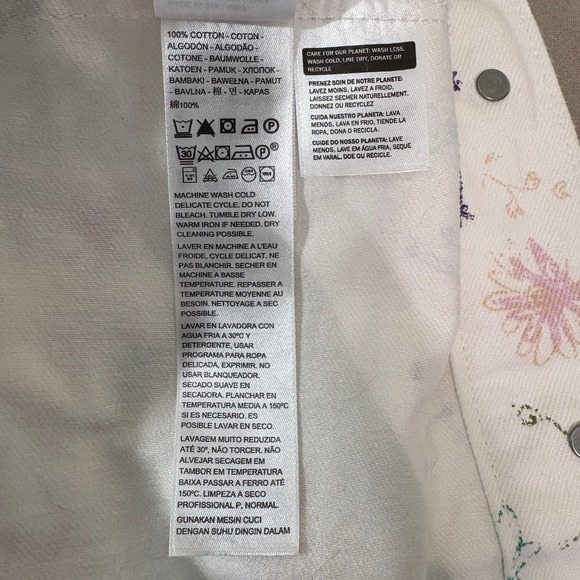 100% COTTON - COTON -
ALGODÓN - ALGODÃO -
COTONE - BAUMWOLLE -
KATOEN - PAMUK - ХЛОПОК -
BAMBAKI - BAWEŁNA - PAMUT
- BAVLNA - 棉 - 면 - KAPAS
綿100%
30
MACHINE WASH COLD
DELICATE CYCLE. DO NOT
BLEACH. TUMBLE DRY LOW.
WARM IRON IF NEEDED. DRY
CLEANING POSSIBLE.
LAVER EN MACHINE A L'EAU
FROIDE, CYCLE DELICAT. NE
PAS BLANCHIR. SECHER EN
MACHINE A BASSE
TEMPERATURE. REPASSER A
TEMPERATURE MOYENNE AU
BESOIN. NETTOYAGE A SEC
POSSIBLE.
LAVAR EN LAVADORA CON
AGUA FRIA A 30ºC Y
DETERGENTE, USAR
PROGRAMA PARA ROPA
DELICADA, EXPRIMIR. NO
USAR BLANQUEADOR.
SECADO SUAVE EN
SECADORA. PLANCHAR EN
TEMPERATURA MEDIA A 150ºC
SI ES NECESARIO. ES
POSIBLE LAVAR EN SECO.
LAVAGEM MUITO REDUZIDA
ATÉ 30º, NÃO TORCER. NÃO
ALVEJAR SECAGEM EM
TAMBOR EM TEMPERATURA
BAIXA PASSAR A FERRO ATÉ
150ºC. LIMPEZA A SECO
PROFISSIONAL P, NORMAL.
GUNAKAN MESIN CUCI
DENGAN SUHU DINGIN DALAM
CARE FOR OUR PLANET: WASH LESS,
WASH COLD, LINE DRY, DONATE OR
RECYCLE
PRENEZ SOIN DE NOTRE PLANETE:
LAVEZ MOINS, LAVEZ A FROID,
LAISSEZ SECHER NATURELLEMENT,
DONNEZ OU RECYCLEZ
CUIDA NUESTRO PLANETA: LAVA
MENOS, LAVA EN FRIO, TIENDE LA
ROPA, DONA O RECICLA.
CUIDE DO NOSSO PLANETA: LAVE
MENOS, LAVE EM ÁGUA FRIA, SEQUE
EM VARAL, DOE OU RECICLE.